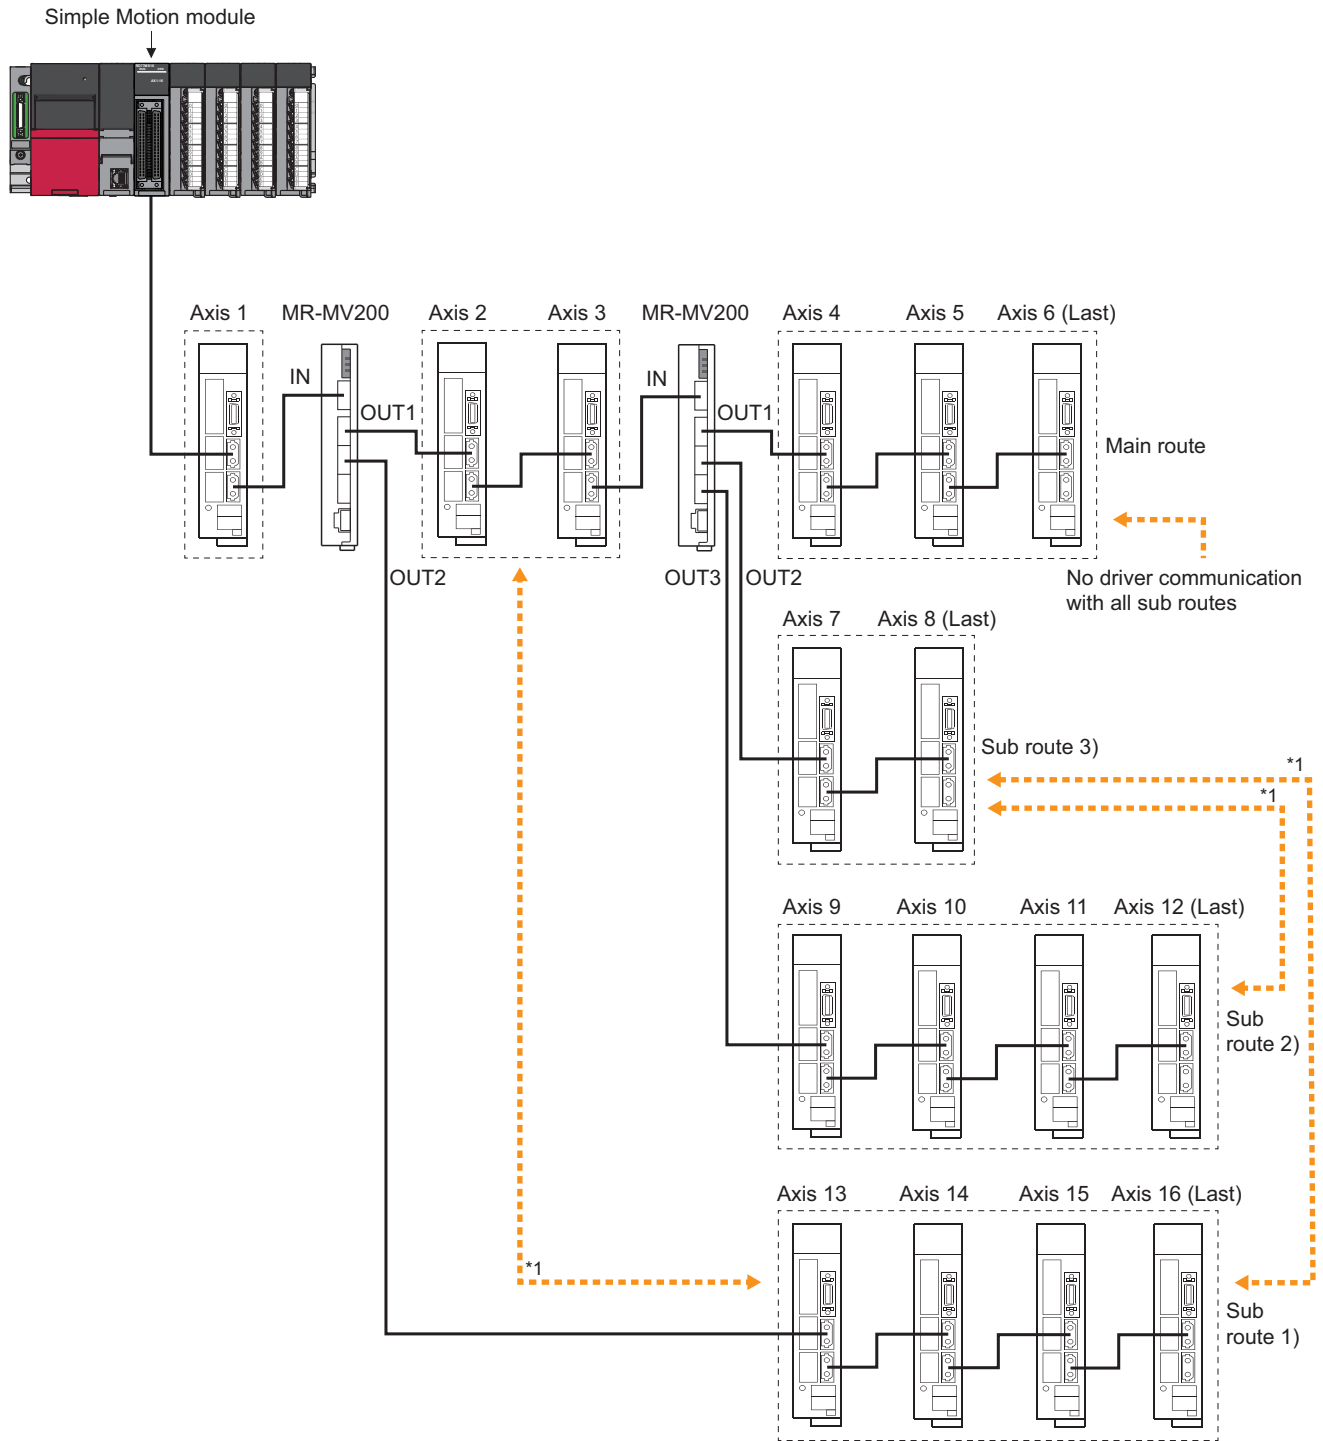 Simple Motion module
Axis 1
MR-MV200
Axis 2
Axis 3
MR-MV200
Axis 4
Axis 5
Axis 6 (Last)
IN
OUT1
IN
OUT1
Main route
OUT2
OUT3
OUT2
No driver communication
with all sub routes
Axis 7
Axis 8 (Last)
Sub route 3)
*1
*1
Axis 9
Axis 10
Axis 11
Axis 12 (Last)
Sub
route 2)
Axis 13
Axis 14
Axis 15
Axis 16 (Last)
*1
Sub
route 1)